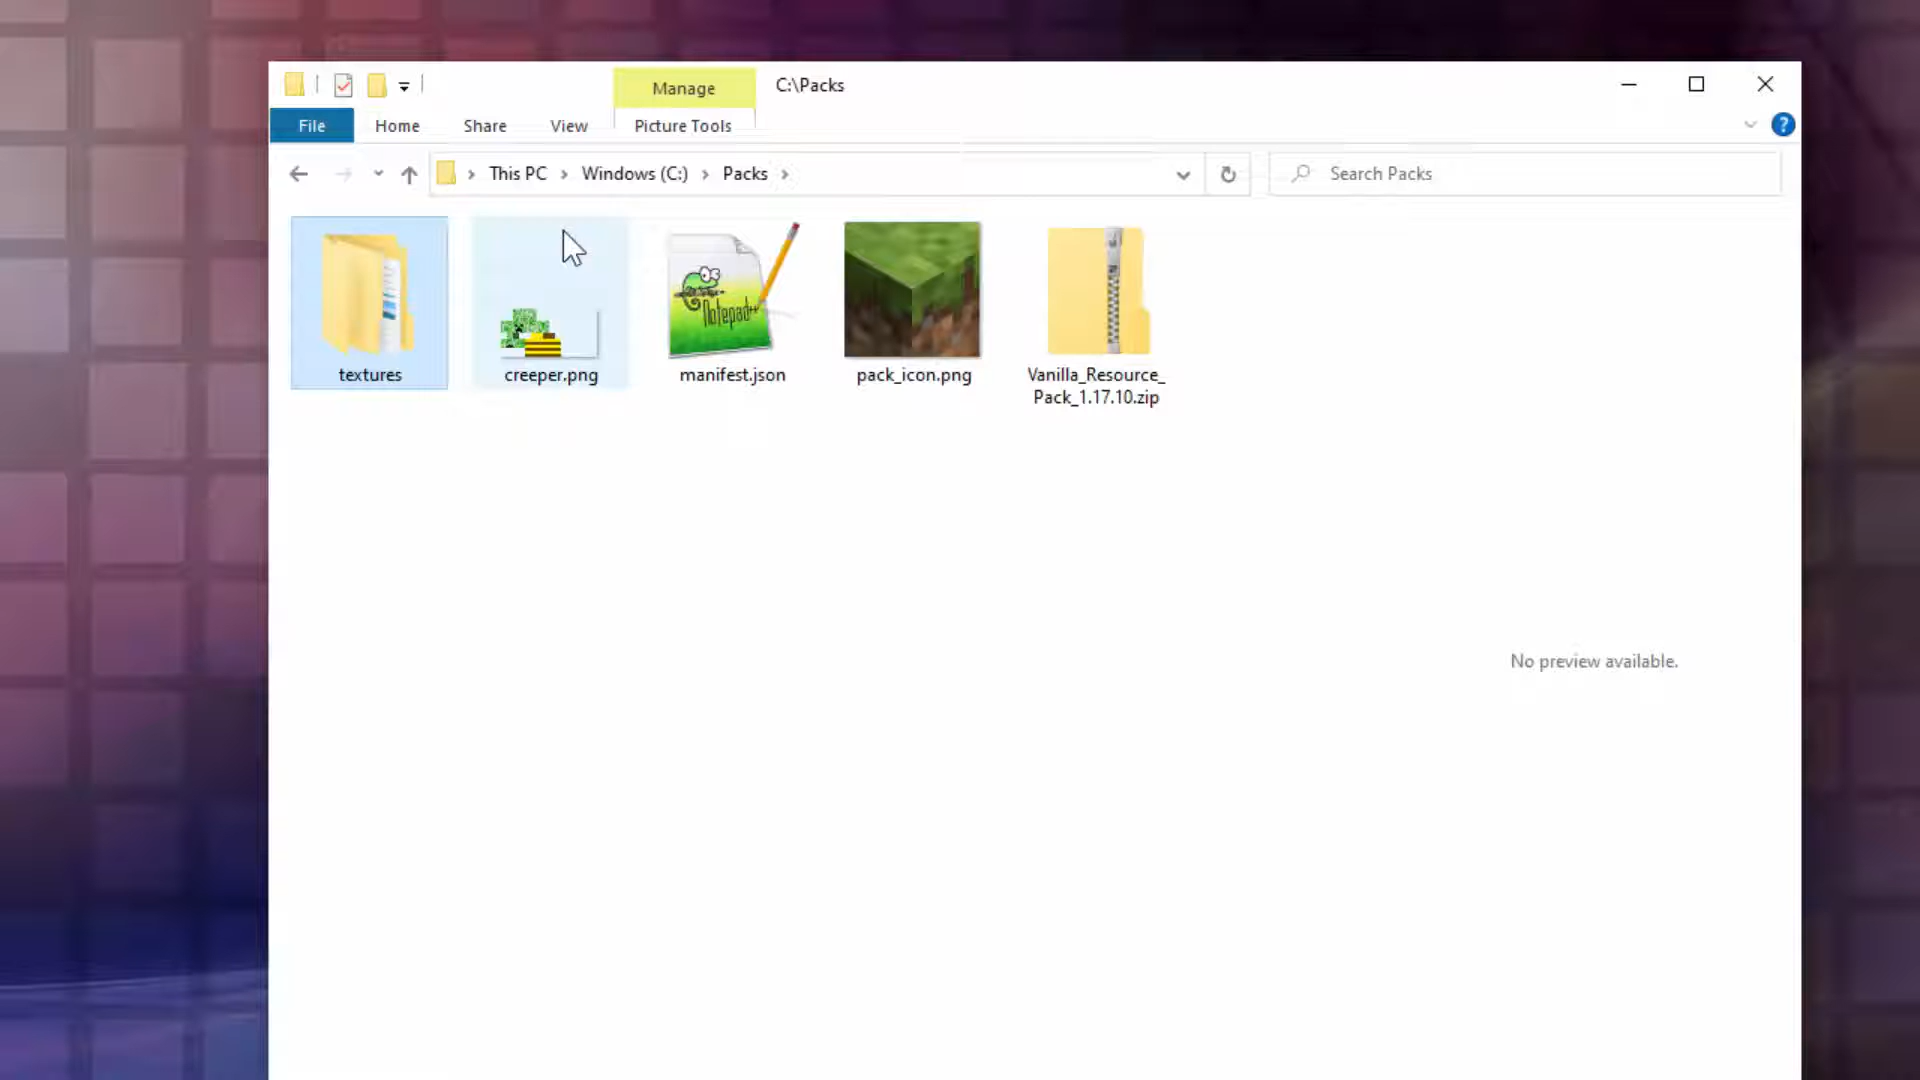 Manage
C:\Packs
File
Home
Share
View
Picture Tools
?
This PC
Windows (C:)
Packs
Search Packs
Notepad++
textures
creeper.png
manifest.json
pack_icon.png
Vanilla_Resource_
Pack_1.17.10.zip
No preview available.